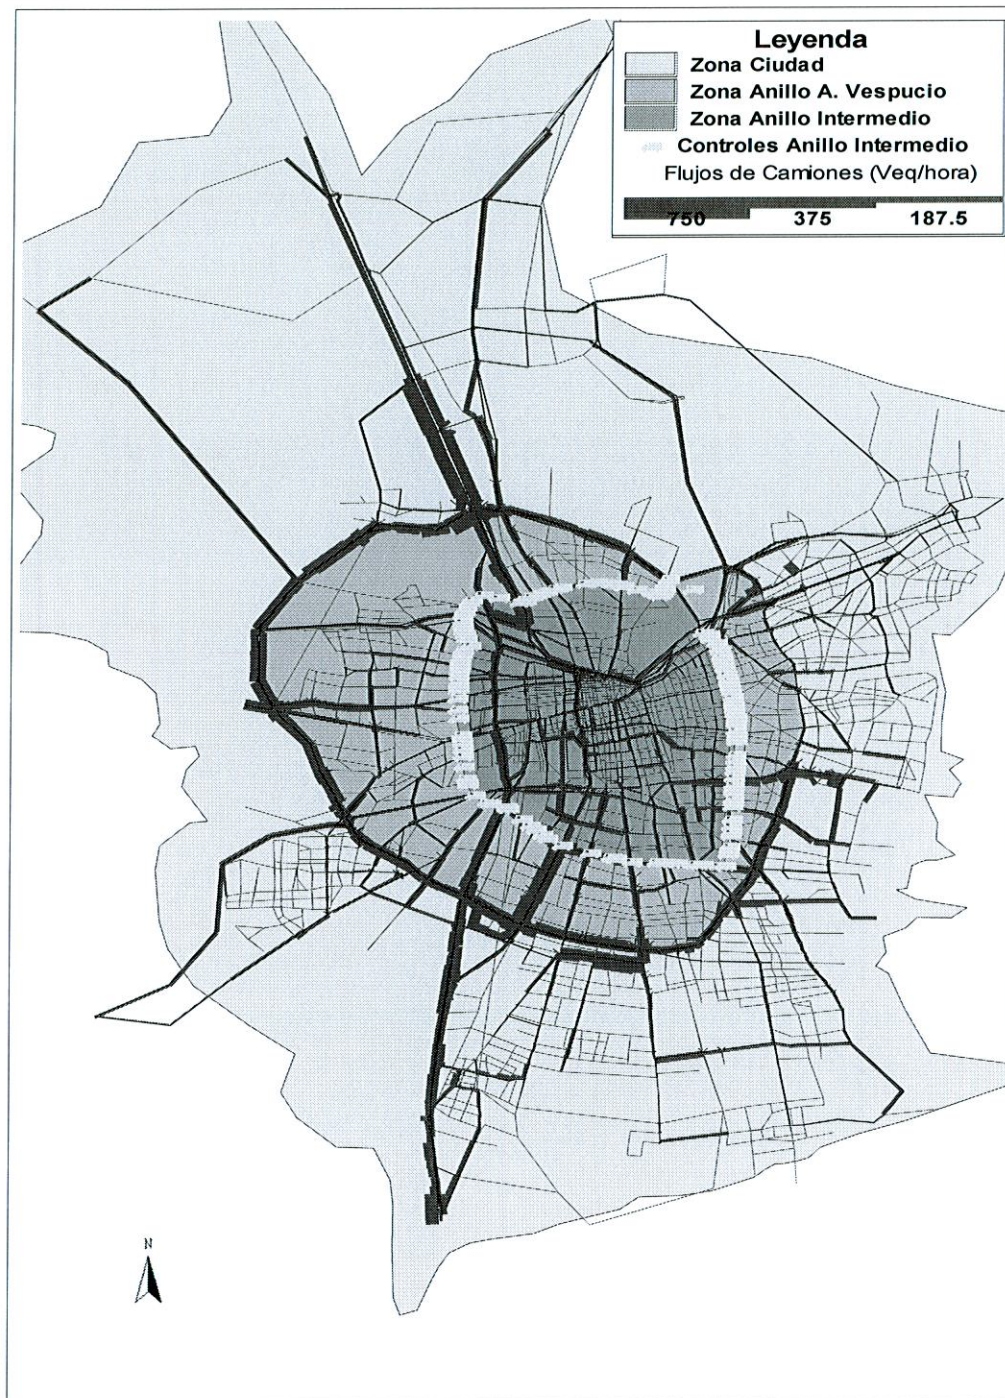 Leyenda
Zona Ciudad
Zona Anillo A. Vespucio
Zona Anillo Intermedio
Controles Anillo Intermedio
Flujos de Camiones (Veq/hora)
750 375 187.5
N